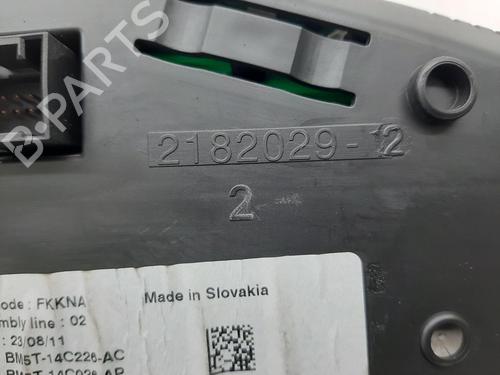 B-PARTS
2182029-12
2
ode : FKKNA
Made in Slovakia
mbly line : 02
: 23/08/11
BM5T-14C226-AC